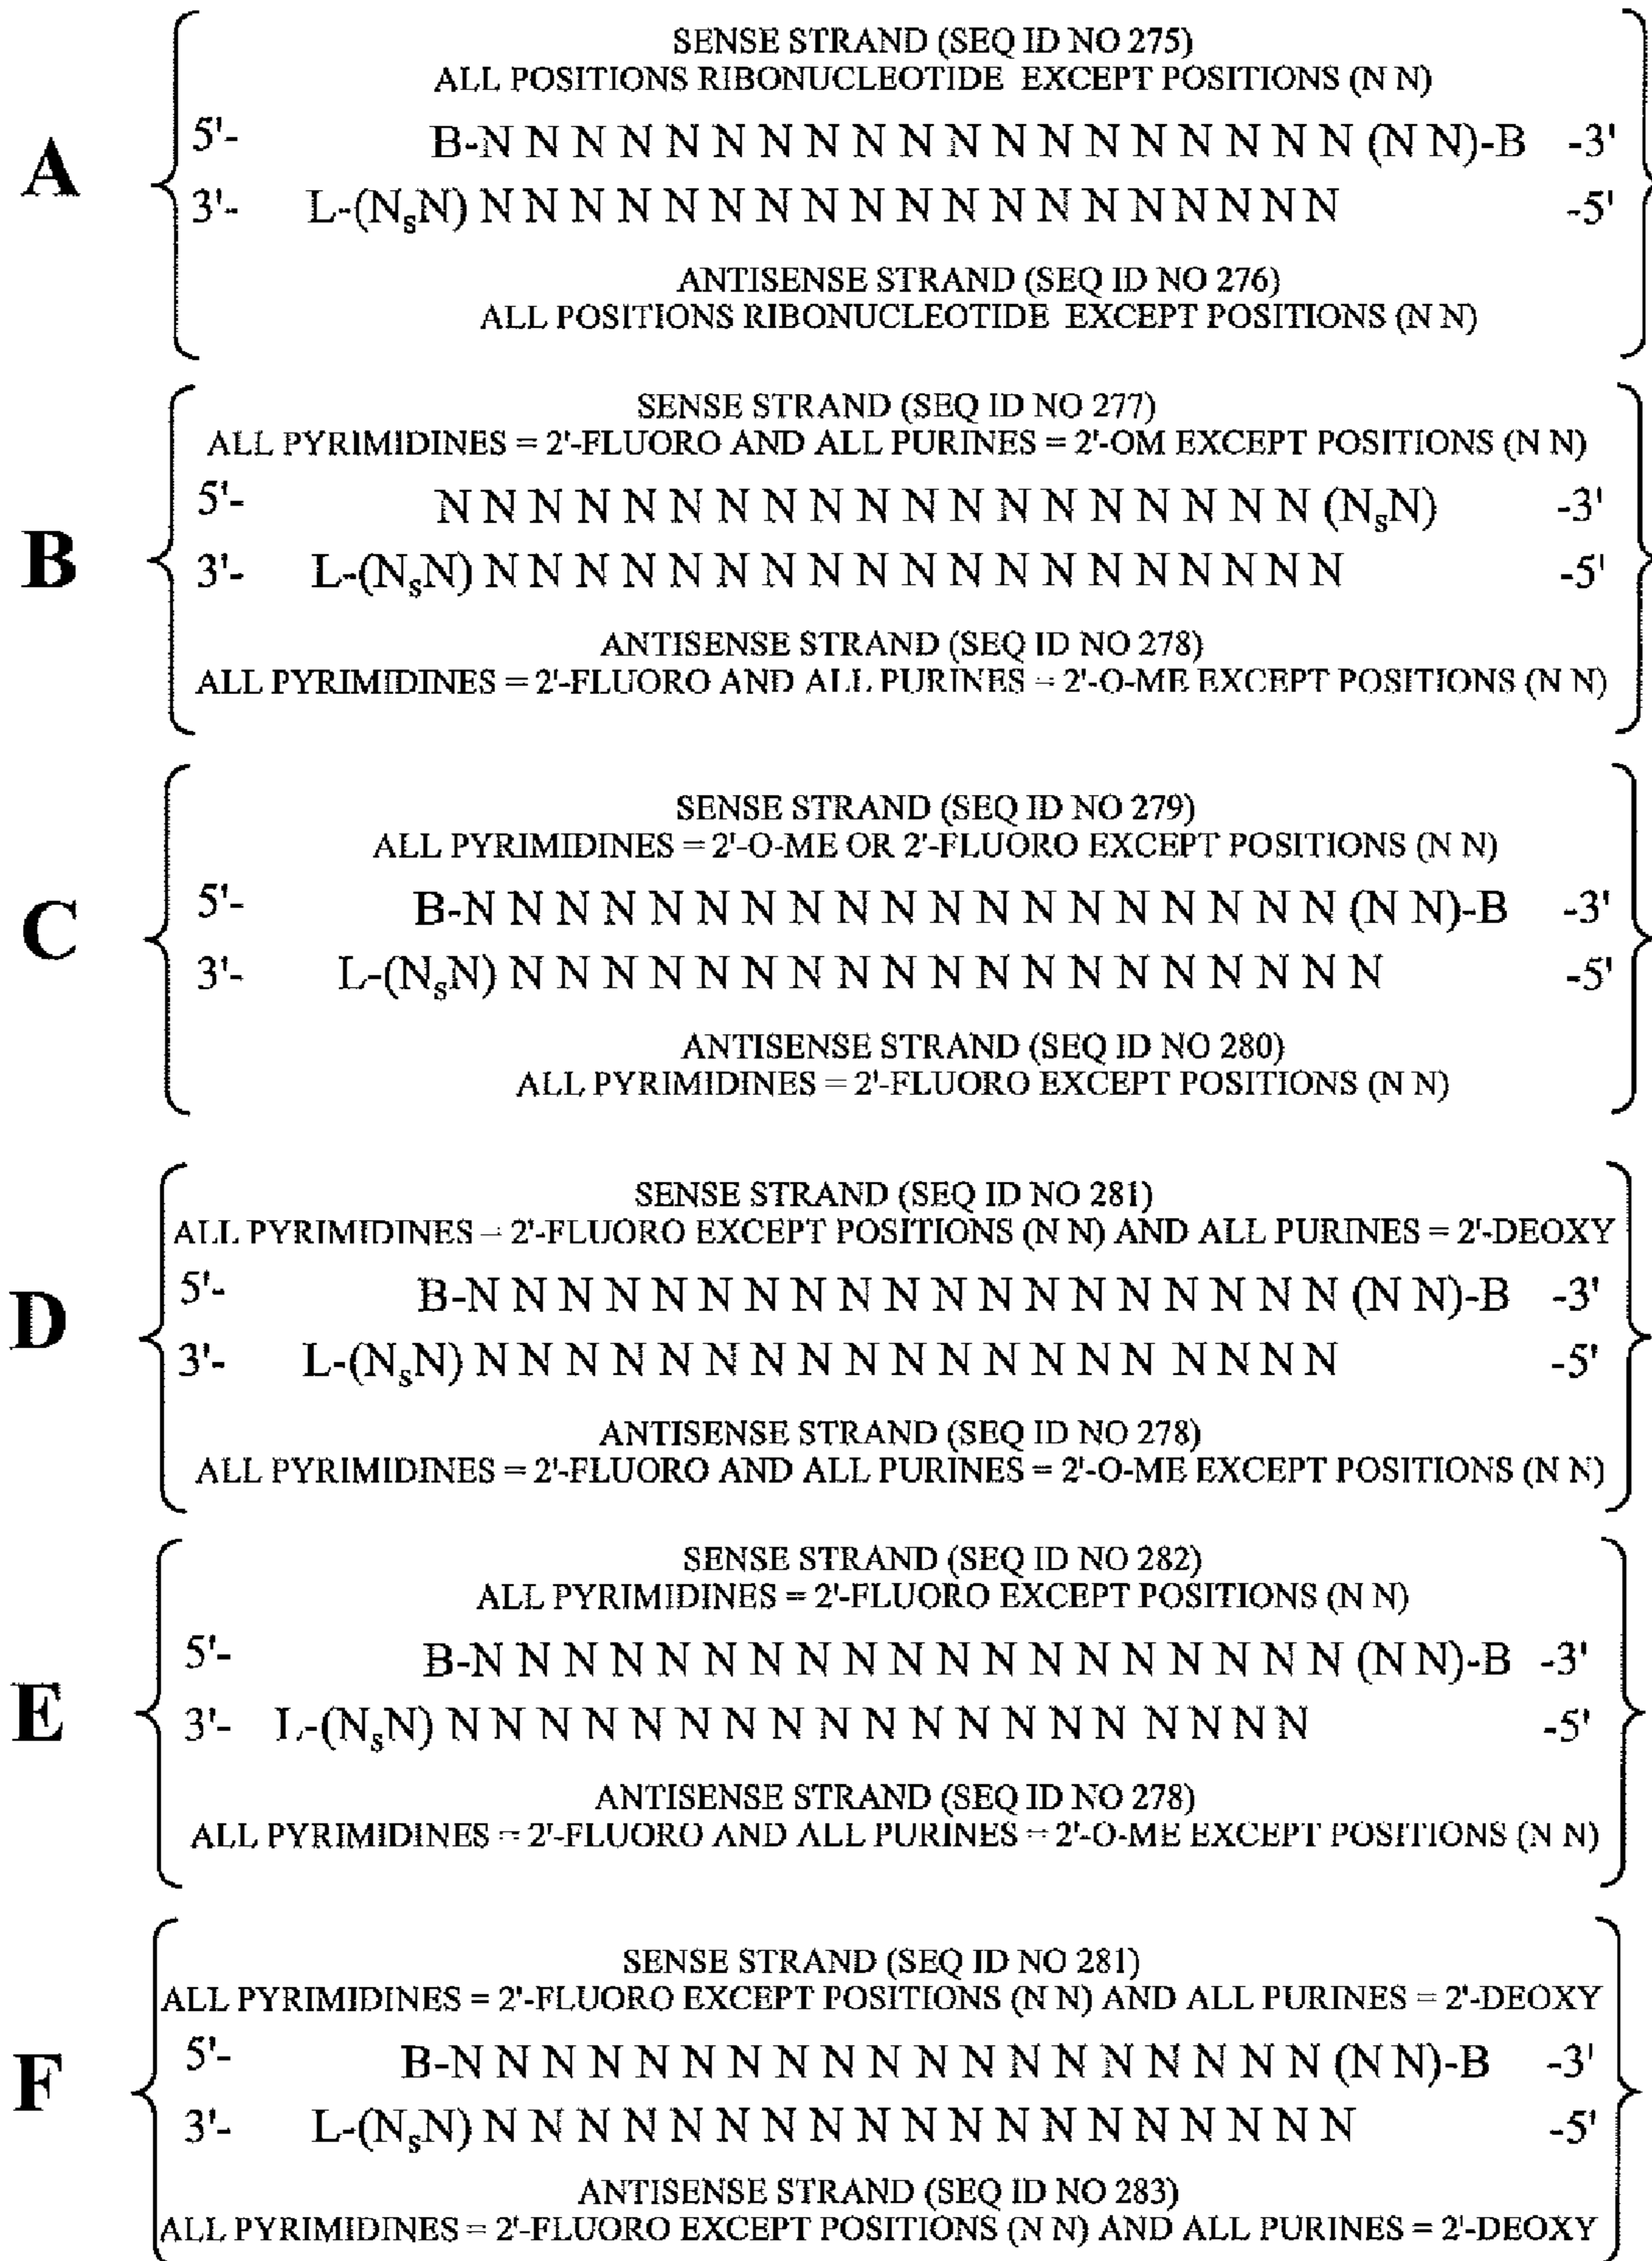 SENSE STRAND (SEQ ID NO 275)
ALL POSITIONS RIBONUCLEOTIDE EXCEPT POSITIONS (N N)
A
5'- B-N N N N N N N N N N N N N N N N N N N (N N)-B -3'
3'- L-(NsN) N N N N N N N N N N N N N N N N N N N -5'
ANTISENSE STRAND (SEQ ID NO 276)
ALL POSITIONS RIBONUCLEOTIDE EXCEPT POSITIONS (N N)
SENSE STRAND (SEQ ID NO 277)
ALL PYRIMIDINES = 2'-FLUORO AND ALL PURINES = 2'-OM EXCEPT POSITIONS (N N)
B
5'- N N N N N N N N N N N N N N N N N N N (NsN) -3'
3'- L-(NsN) N N N N N N N N N N N N N N N N N N N -5'
ANTISENSE STRAND (SEQ ID NO 278)
ALL PYRIMIDINES = 2'-FLUORO AND ALL PURINES = 2'-O-ME EXCEPT POSITIONS (N N)
SENSE STRAND (SEQ ID NO 279)
ALL PYRIMIDINES = 2'-O-ME OR 2'-FLUORO EXCEPT POSITIONS (N N)
C
5'- B-N N N N N N N N N N N N N N N N N N N (N N)-B -3'
3'- L-(NsN) N N N N N N N N N N N N N N N N N N N -5'
ANTISENSE STRAND (SEQ ID NO 280)
ALL PYRIMIDINES = 2'-FLUORO EXCEPT POSITIONS (N N)
SENSE STRAND (SEQ ID NO 281)
ALL PYRIMIDINES = 2'-FLUORO EXCEPT POSITIONS (N N) AND ALL PURINES = 2'-DEOXY
D
5'- B-N N N N N N N N N N N N N N N N N N N (N N)-B -3'
3'- L-(NsN) N N N N N N N N N N N N N N N N N N N -5'
ANTISENSE STRAND (SEQ ID NO 278)
ALL PYRIMIDINES = 2'-FLUORO AND ALL PURINES = 2'-O-ME EXCEPT POSITIONS (N N)
SENSE STRAND (SEQ ID NO 282)
ALL PYRIMIDINES = 2'-FLUORO EXCEPT POSITIONS (N N)
E
5'- B-N N N N N N N N N N N N N N N N N N N (N N)-B -3'
3'- L-(NsN) N N N N N N N N N N N N N N N N N N N -5'
ANTISENSE STRAND (SEQ ID NO 278)
ALL PYRIMIDINES = 2'-FLUORO AND ALL PURINES = 2'-O-ME EXCEPT POSITIONS (N N)
SENSE STRAND (SEQ ID NO 281)
ALL PYRIMIDINES = 2'-FLUORO EXCEPT POSITIONS (N N) AND ALL PURINES = 2'-DEOXY
F
5'- B-N N N N N N N N N N N N N N N N N N N (N N)-B -3'
3'- L-(NsN) N N N N N N N N N N N N N N N N N N N -5'
ANTISENSE STRAND (SEQ ID NO 283)
ALL PYRIMIDINES = 2'-FLUORO EXCEPT POSITIONS (N N) AND ALL PURINES = 2'-DEOXY